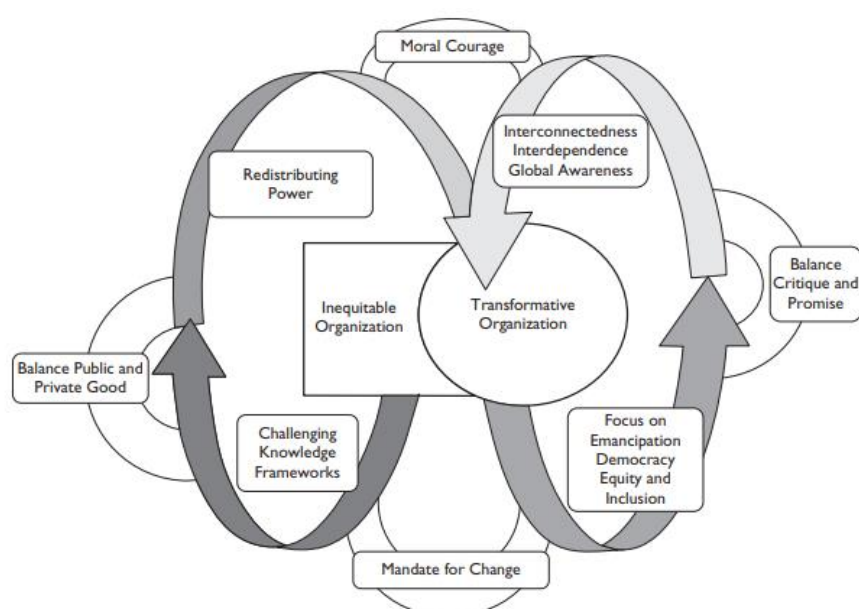 Moral Courage
Interconnectedness
Interdependence
Global Awareness
Redistributing
Power
Balance
Critique and
Promise
Inequitable
Organization
Transformative
Organization
Balance Public and
Private Good
Challenging
Knowledge
Frameworks
Focus on
Emancipation
Democracy
Equity and
Inclusion
Mandate for Change